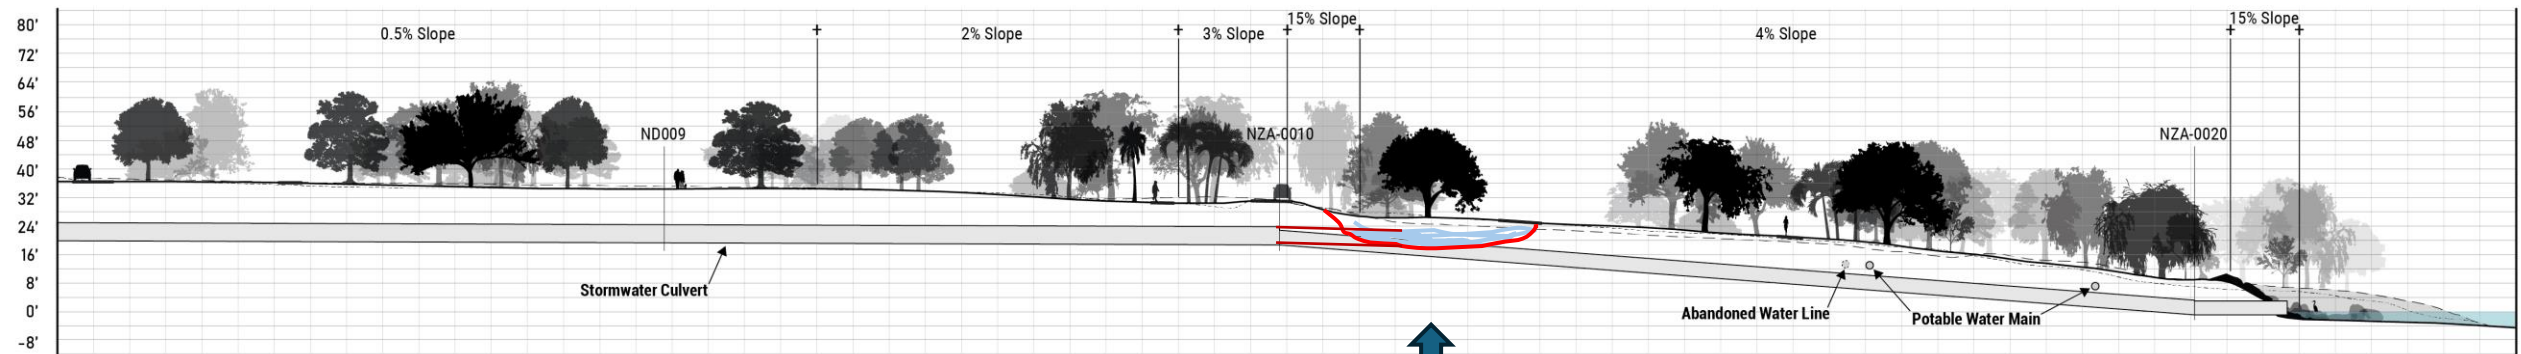 80'
72'
64'
56'
48'
40'
32'
24'
16'
8'
0'
-8'
0.5% Slope
2% Slope
3% Slope
15% Slope
4% Slope
15% Slope
ND009
NZA-0010
NZA-0020
Stormwater Culvert
Abandoned Water Line
Potable Water Main